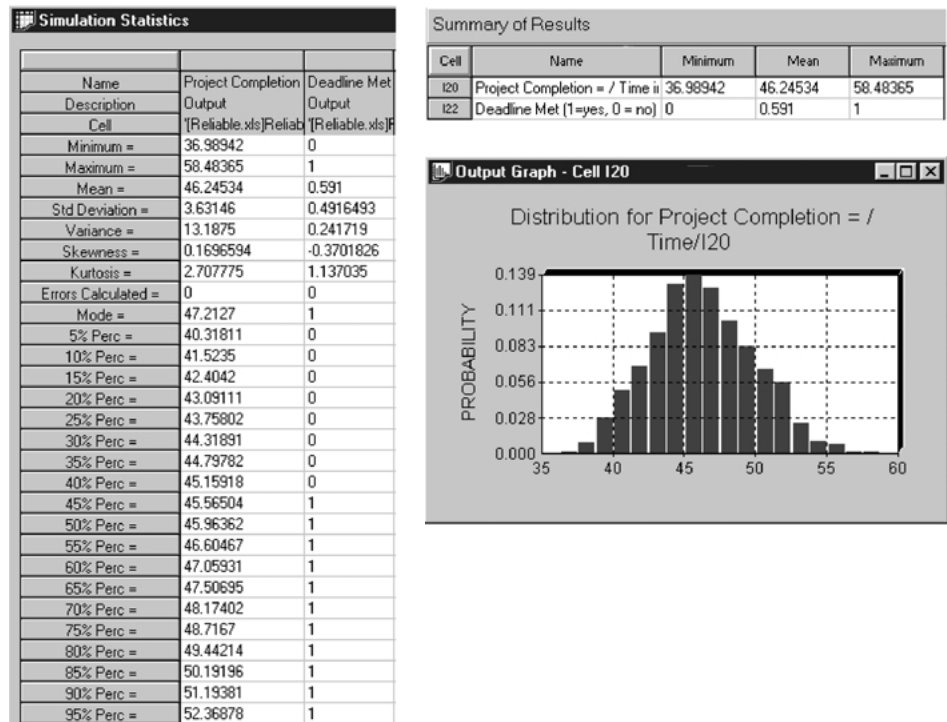 Simulation Statistics
Name Project Completion Deadline Met
Description Output Output
Cell '[Reliable.xls]Reliab '[Reliable.xls]F
Minimum = 36.98942 0
Maximum = 58.48365 1
Mean = 46.24534 0.591
Std Deviation = 3.63146 0.4916493
Variance = 13.1875 0.241719
Skewness = 0.1696594 -0.3701826
Kurtosis = 2.707775 1.137035
Errors Calculated = 0 0
Mode = 47.2127 1
5% Perc = 40.31811 0
10% Perc = 41.5235 0
15% Perc = 42.4042 0
20% Perc = 43.09111 0
25% Perc = 43.75802 0
30% Perc = 44.31891 0
35% Perc = 44.79782 0
40% Perc = 45.15918 0
45% Perc = 45.56504 1
50% Perc = 45.96362 1
55% Perc = 46.60467 1
60% Perc = 47.05931 1
65% Perc = 47.50695 1
70% Perc = 48.17402 1
75% Perc = 48.7167 1
80% Perc = 49.44214 1
85% Perc = 50.19196 1
90% Perc = 51.19381 1
95% Perc = 52.36878 1
Summary of Results
Cell Name Minimum Mean Maximum
I20 Project Completion = / Time ii 36.98942 46.24534 58.48365
I22 Deadline Met (1=yes, 0 = no) 0 0.591 1
Output Graph - Cell I20
Distribution for Project Completion = /
Time/I20
PROBABILITY
0.139
0.111
0.083
0.056
0.028
0.000
35 40 45 50 55 60